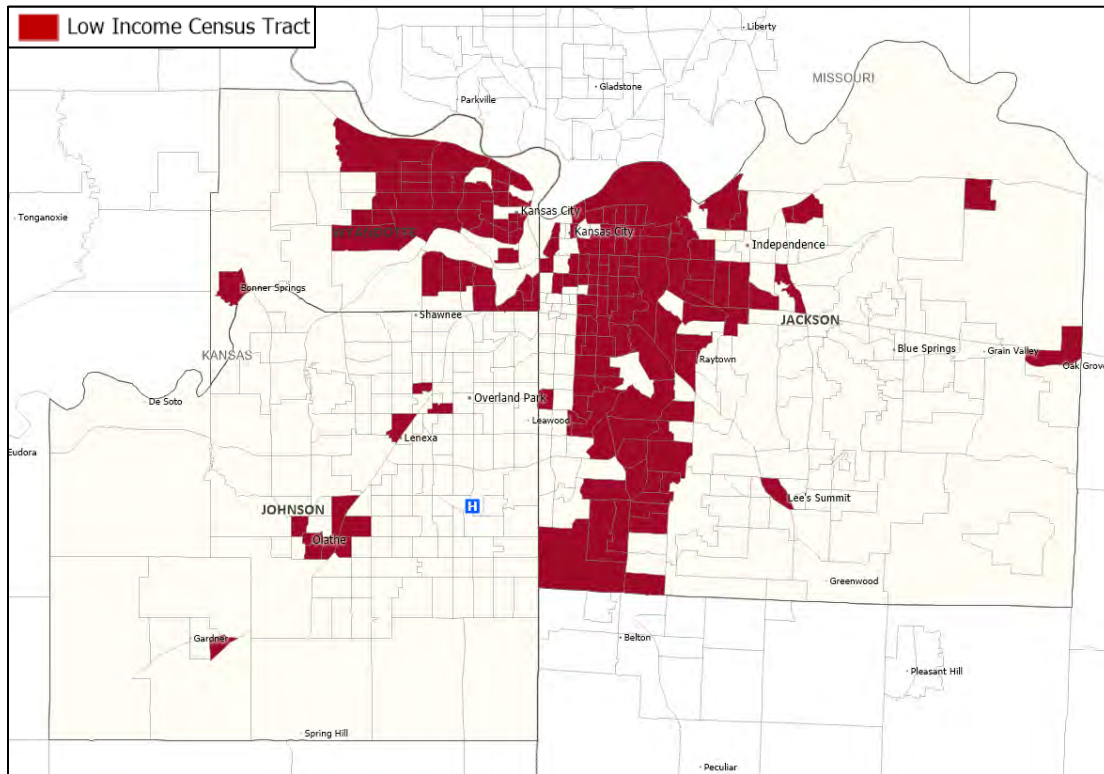 Low Income Census Tract
Liberty
MISSOURI
Gladstone
Parkville
Tonganoxie
Kansas City
Kansas City
WYANDOTTE
Independence
Bonner Springs
Shawnee
JACKSON
KANSAS
Raytown
Blue Springs
Grain Valley
Oak Grove
De Soto
Overland Park
Leawood
Lenexa
Eudora
H
Lee's Summit
JOHNSON
Olathe
Greenwood
Gardner
Belton
Pleasant Hill
Spring Hill
Peculiar